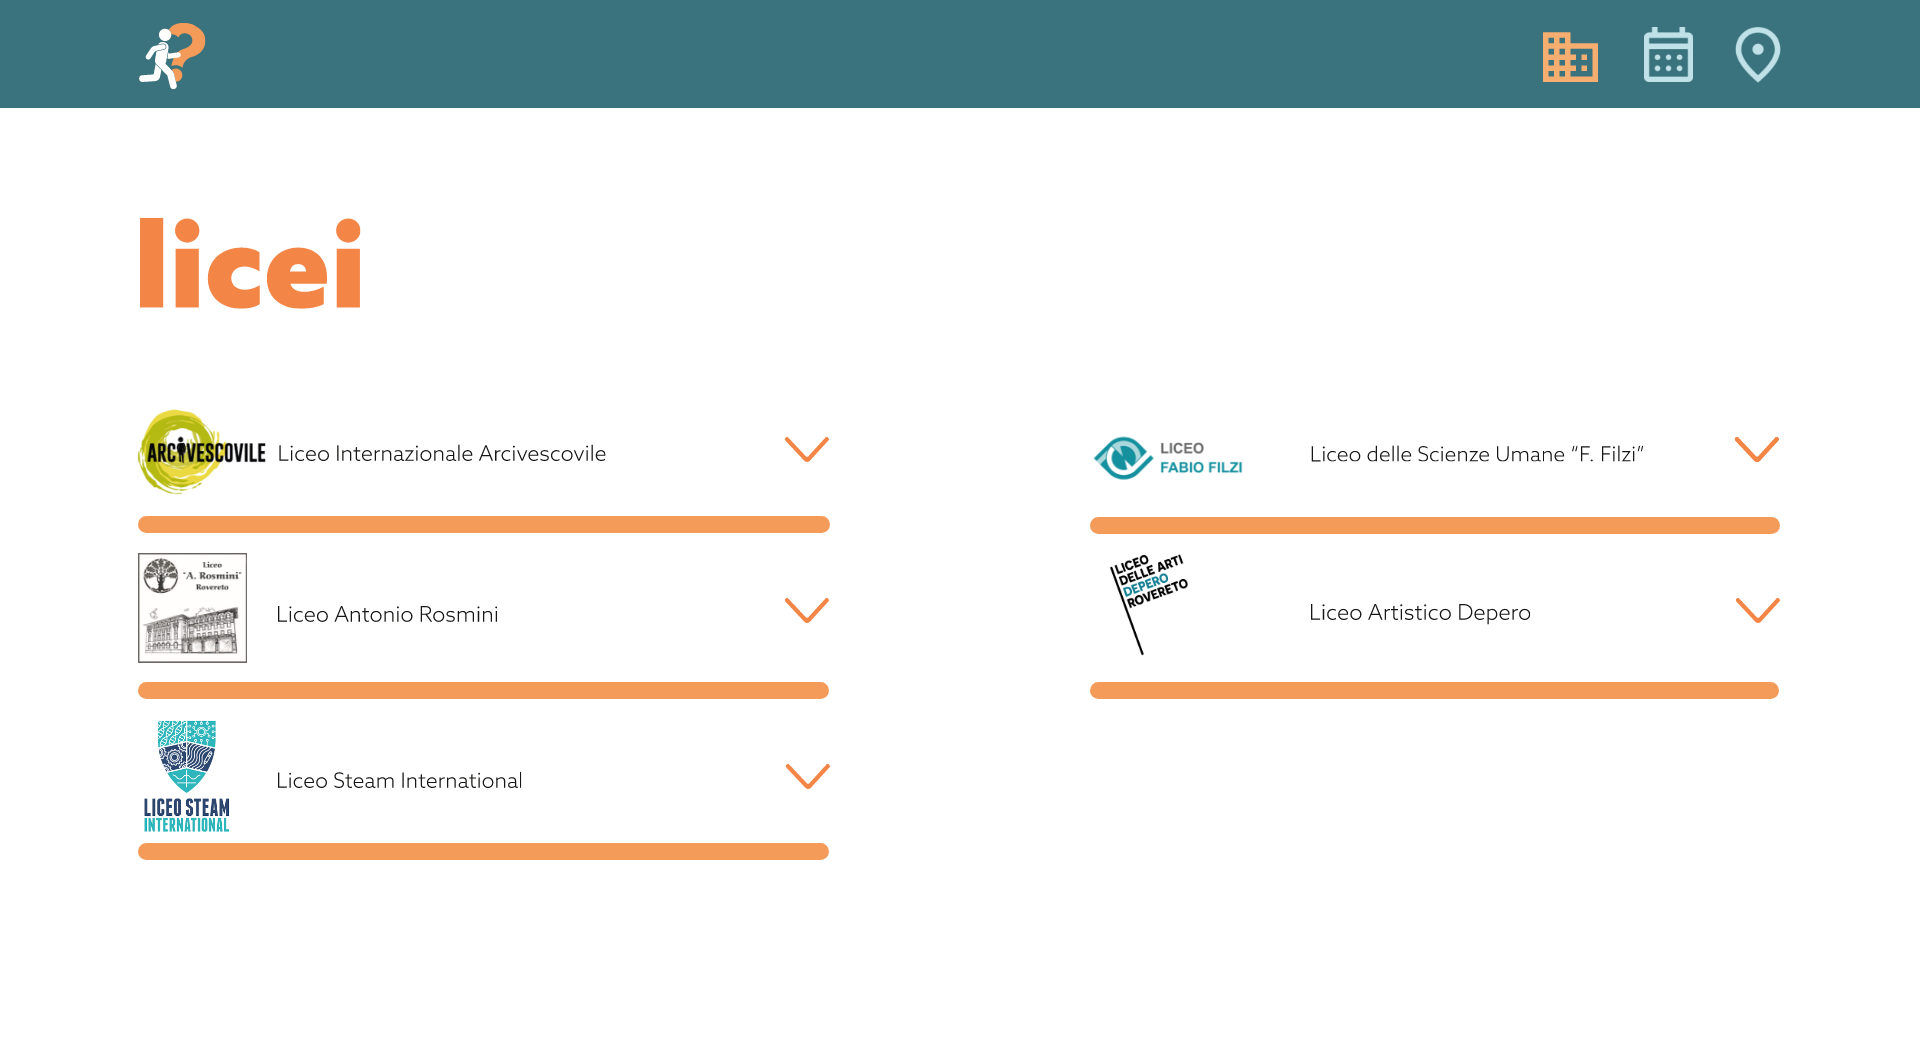 licei
ARCIVESCOVILE
Liceo Internazionale Arcivescovile
LICEO
FABIO FILZI
Liceo delle Scienze Umane “F. Filzi”
Liceo
"A. Rosmini"
Rovereto
Liceo Antonio Rosmini
LICEO
DELLE ARTI
DEPERO
ROVERETO
Liceo Artistico Depero
LICEO STEAM
INTERNATIONAL
Liceo Steam International